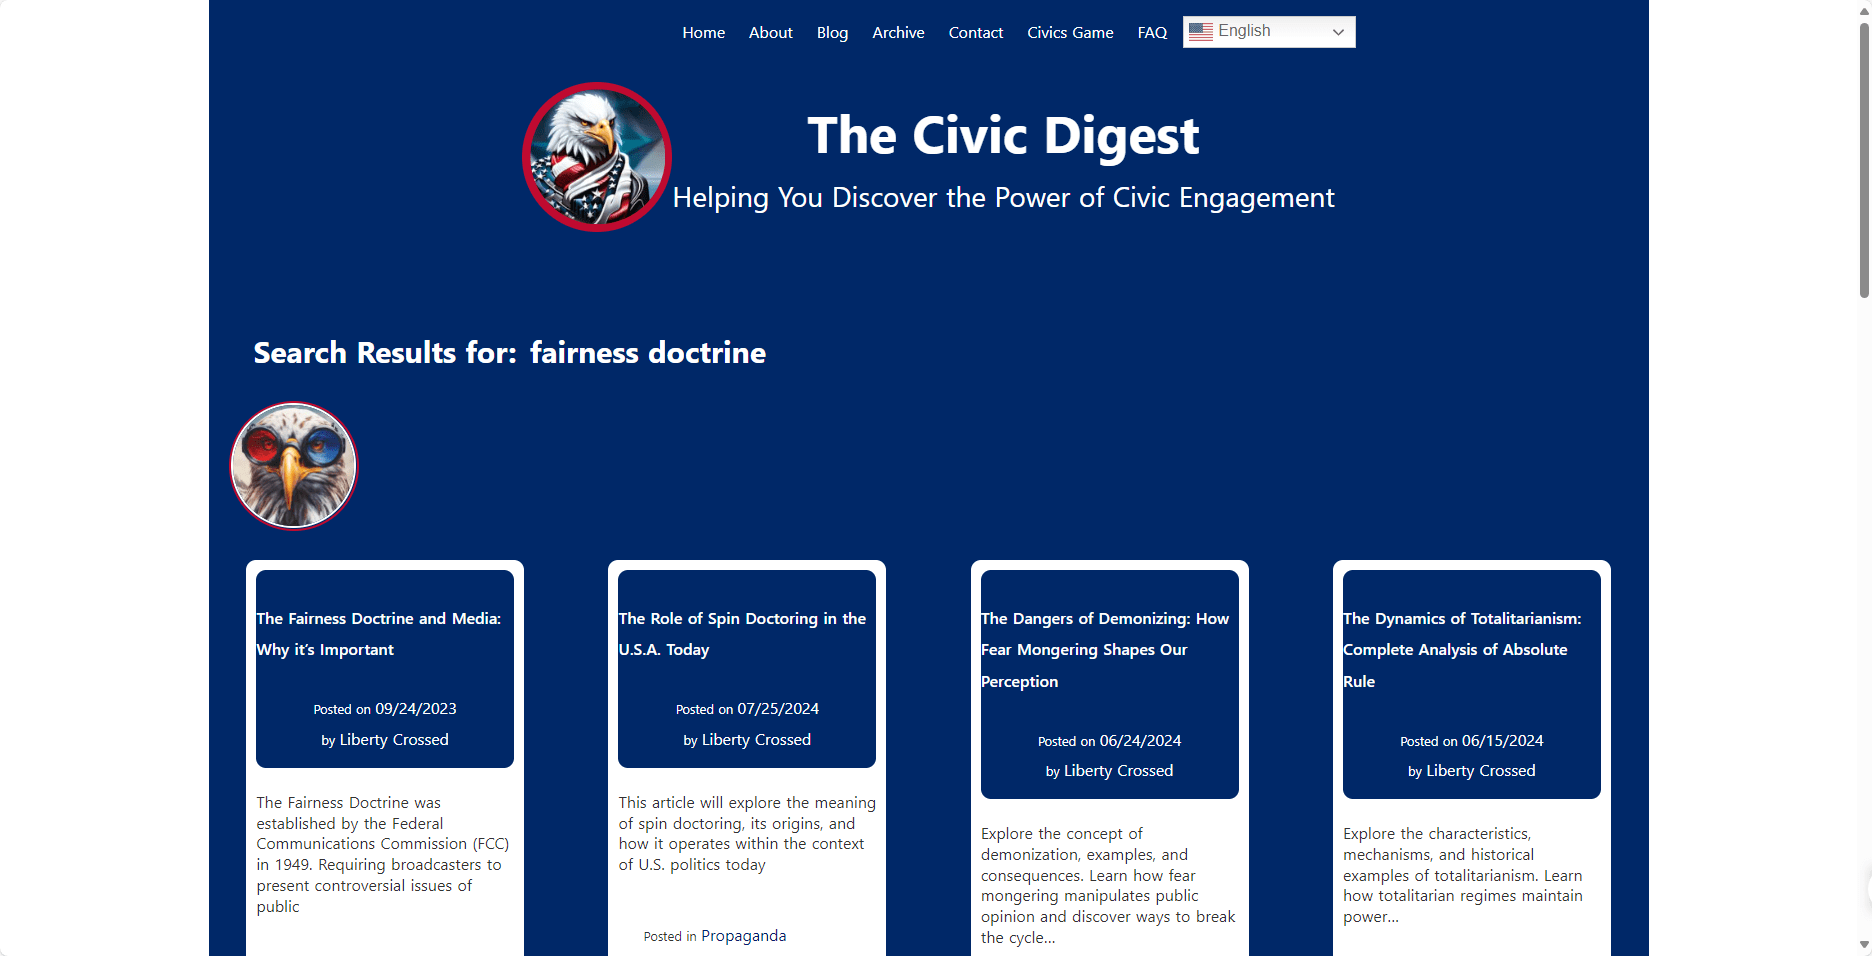 Home About Blog Archive Contact Civics Game FAQ English
The Civic Digest
Helping You Discover the Power of Civic Engagement
Search Results for: fairness doctrine
The Fairness Doctrine and Media:
Why it's Important
Posted on 09/24/2023
by Liberty Crossed
The Fairness Doctrine was
established by the Federal
Communications Commission (FCC)
in 1949. Requiring broadcasters to
present controversial issues of
public
The Role of Spin Doctoring in the
U.S.A. Today
Posted on 07/25/2024
by Liberty Crossed
This article will explore the meaning
of spin doctoring, its origins, and
how it operates within the context
of U.S. politics today
Posted in Propaganda
The Dangers of Demonizing: How
Fear Mongering Shapes Our
Perception
Posted on 06/24/2024
by Liberty Crossed
Explore the concept of
demonization, examples, and
consequences. Learn how fear
mongering manipulates public
opinion and discover ways to break
the cycle...
The Dynamics of Totalitarianism:
Complete Analysis of Absolute
Rule
Posted on 06/15/2024
by Liberty Crossed
Explore the characteristics,
mechanisms, and historical
examples of totalitarianism. Learn
how totalitarian regimes maintain
power...